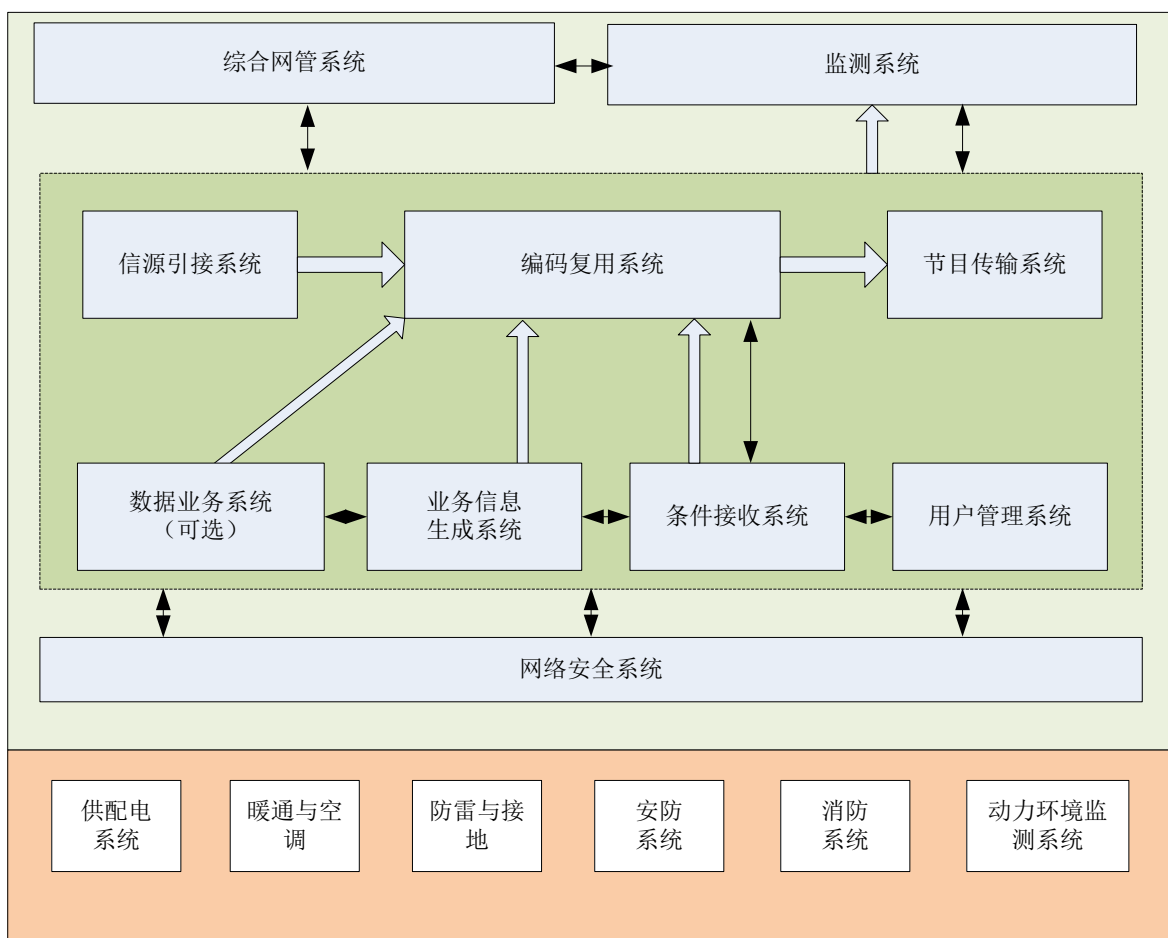 综合网管系统
监测系统
信源引接系统
编码复用系统
节目传输系统
数据业务系统
（可选）
业务信息
生成系统
条件接收系统
用户管理系统
网络安全系统
供配电
系统
暖通与空
调
防雷与接
地
安防
系统
消防
系统
动力环境监
测系统